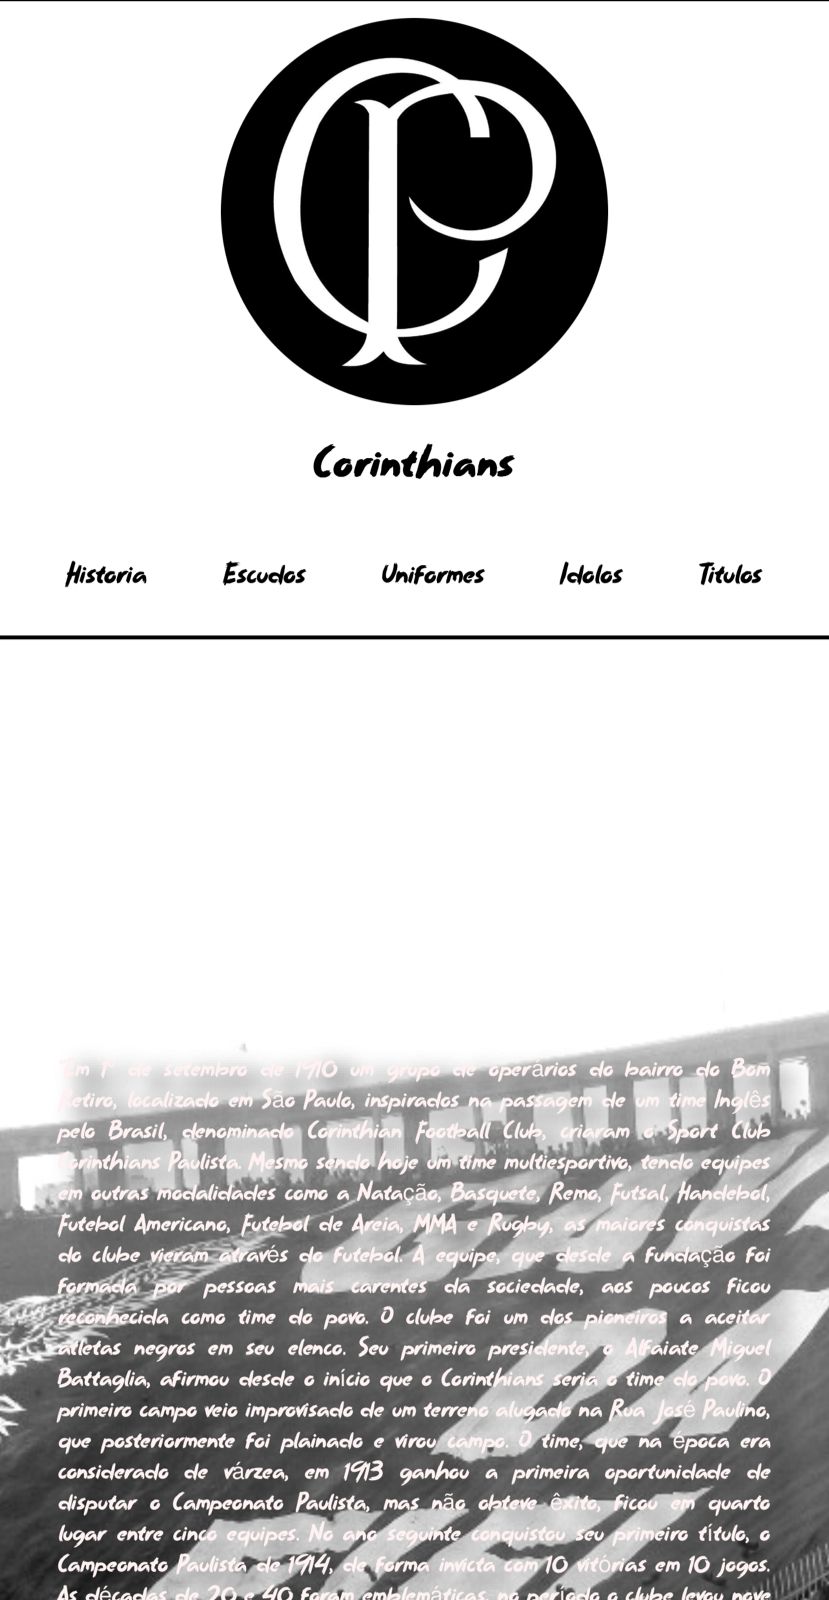 CP
Corinthians
Historia Escudos Uniformes Idolos Titulos
Em 1º de setembro de 1910 um grupo de operários do bairro do Bom
Retiro, localizado em São Paulo, inspirados na passagem de um time Inglês
pelo Brasil, denominado Corinthian Football Club, criaram o Sport Club
Corinthians Paulista. Mesmo sendo hoje um time multiesportivo, tendo equipes
em outras modalidades como a Natação, Basquete, Remo, Futsal, Handebol,
Futebol Americano, Futebol de Areia, MMA e Rugby, as maiores conquistas
do clube vieram através do futebol. A equipe, que desde a fundação foi
formada por pessoas mais carentes da sociedade, aos poucos ficou
reconhecida como time do povo. O clube foi um dos pioneiros a aceitar
atletas negros em seu elenco. Seu primeiro presidente, o Alfaiate Miguel
Battaglia, afirmou desde o início que o Corinthians seria o time do povo. O
primeiro campo veio improvisado de um terreno alugado na Rua José Paulino,
que posteriormente foi plainado e virou campo. O time, que na época era
considerado de várzea, em 1913 ganhou a primeira oportunidade de
disputar o Campeonato Paulista, mas não obteve êxito, ficou em quarto
lugar entre cinco equipes. No ano seguinte conquistou seu primeiro título, o
Campeonato Paulista de 1914, de forma invicta com 10 vitórias em 10 jogos.
As décadas de 20 e 40 foram emblemáticas, no período o clube levou nove